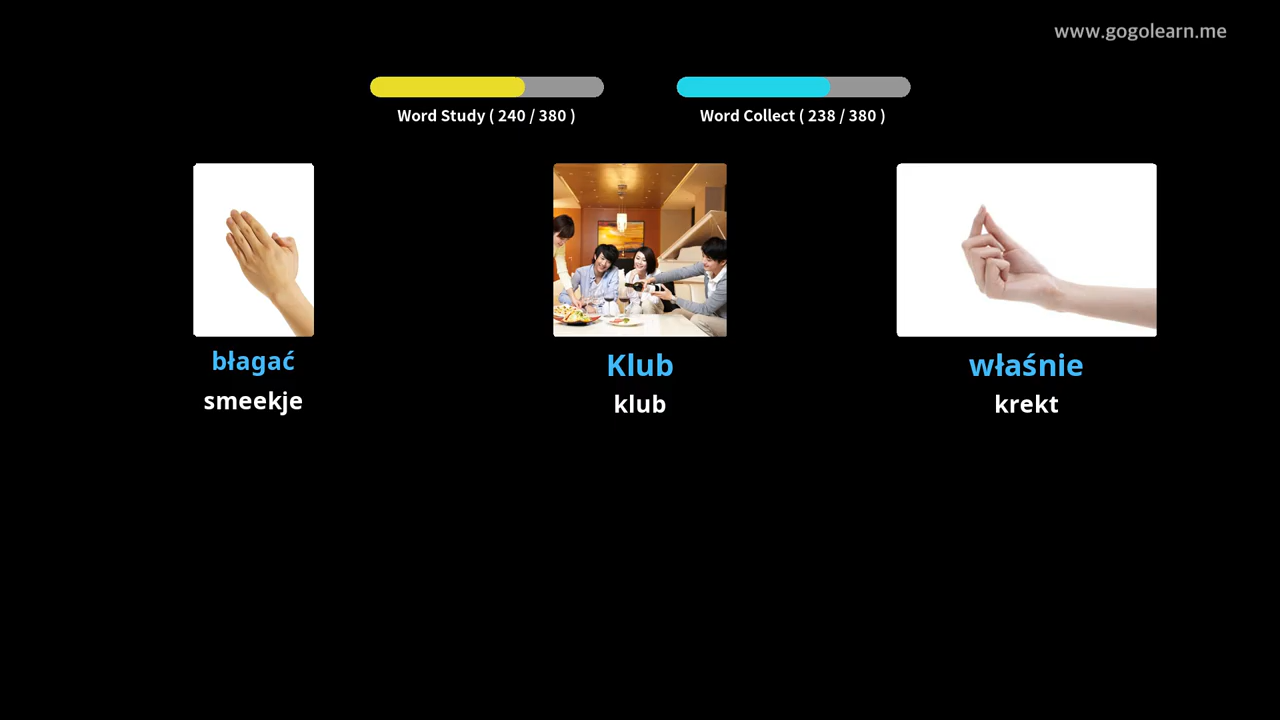 www.gogolearn.me
Word Study ( 240 / 380 )
Word Collect ( 238 / 380 )
błagać
smeekje
Klub
klub
właśnie
krekt